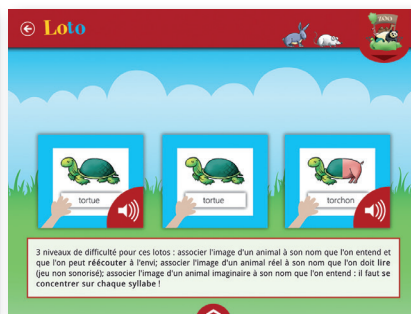 Loto
ZOO
tortue
tortue
torchon
3 niveaux de difficulté pour ces lotos : associer l'image d'un animal à son nom que l'on entend et
que l'on peut réécouter à l'envi; associer l'image d'un animal réel à son nom que l'on doit lire
(jeu non sonorisé); associer l'image d'un animal imaginaire à son nom que l'on entend : il faut se
concentrer sur chaque syllabe !